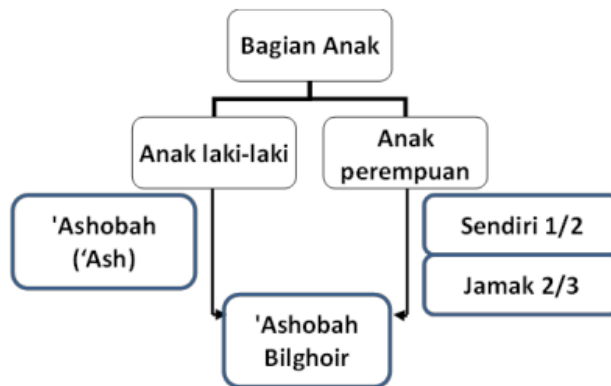 Bagian Anak
Anak laki-laki
Anak
perempuan
'Ashobah
(‘Ash)
Sendiri 1/2
Jamak 2/3
'Ashobah
Bilghoir